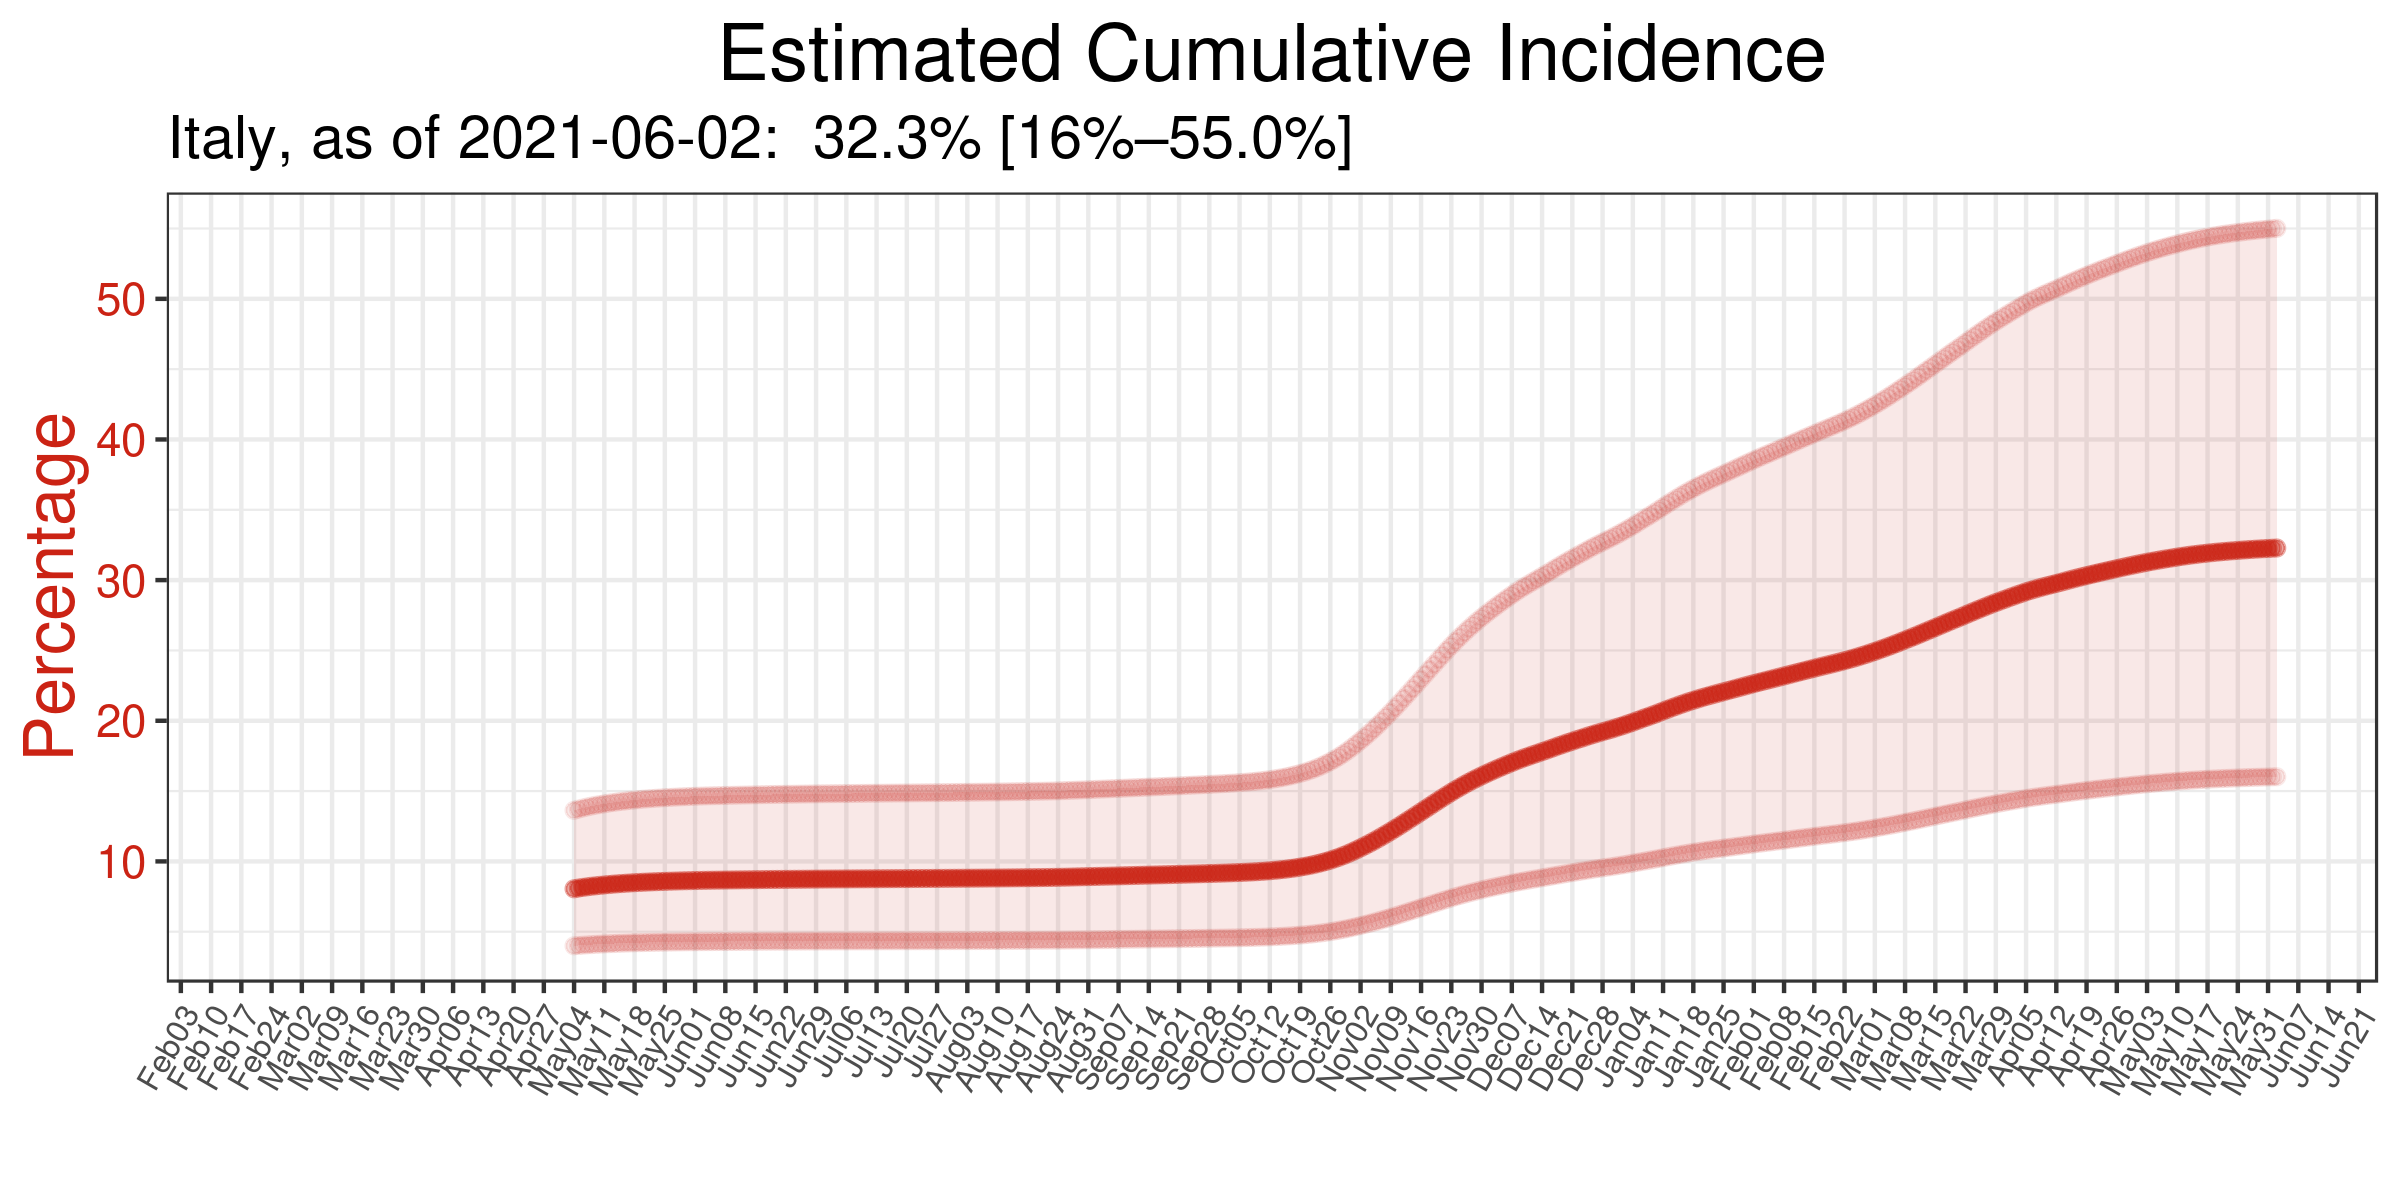 Estimated Cumulative Incidence
Italy, as of 2021-06-02:  32.3% [16%–55.0%]
Percentage
50
40
30
20
10
Feb03
Feb10
Feb17
Feb24
Mar02
Mar09
Mar16
Mar23
Mar30
Apr06
Apr13
Apr20
Apr27
May04
May11
May18
May25
Jun01
Jun08
Jun15
Jun22
Jun29
Jul06
Jul13
Jul20
Jul27
Aug03
Aug10
Aug17
Aug24
Aug31
Sep07
Sep14
Sep21
Sep28
Oct05
Oct12
Oct19
Oct26
Nov02
Nov09
Nov16
Nov23
Nov30
Dec07
Dec14
Dec21
Dec28
Jan04
Jan11
Jan18
Jan25
Feb01
Feb08
Feb15
Feb22
Mar01
Mar08
Mar15
Mar22
Mar29
Apr05
Apr12
Apr19
Apr26
May03
May10
May17
May24
May31
Jun07
Jun14
Jun21